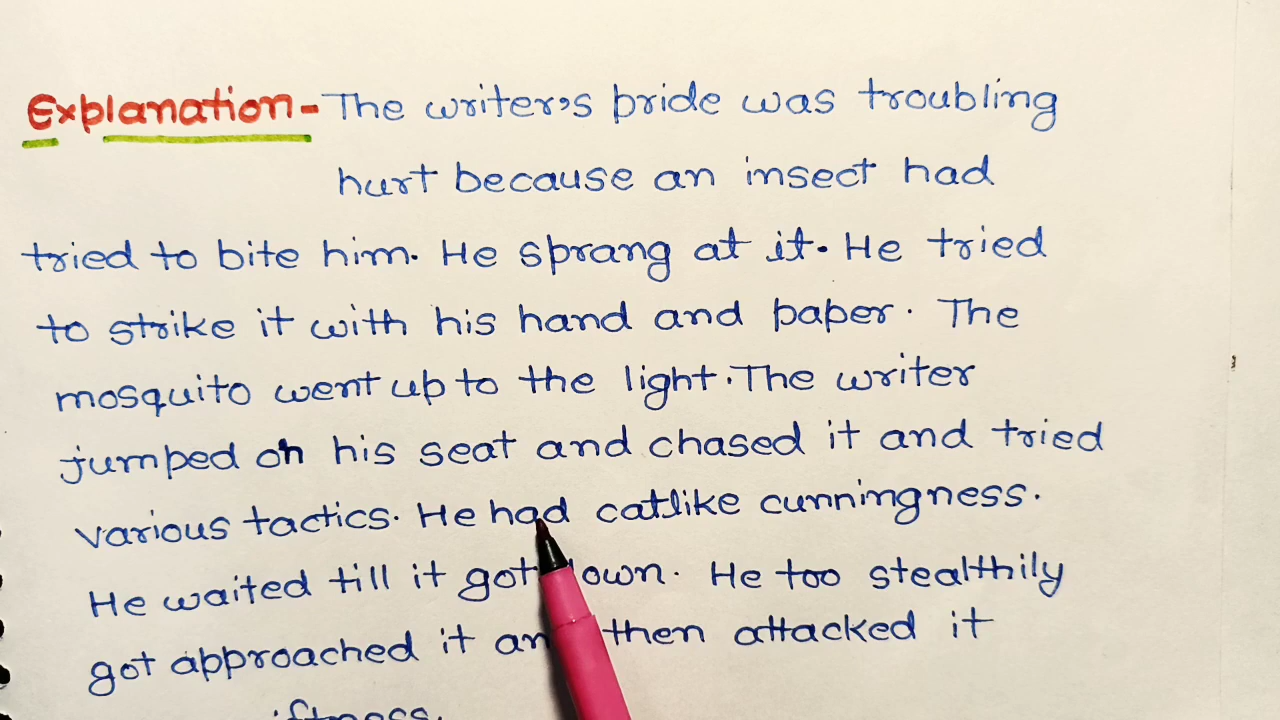 Explanation- The writer's bride was troubling
hurt because an insect had
tried to bite him. He sprang at it. He tried
to strike it with his hand and paper. The
mosquito went up to the light. The writer
jumped on his seat and chased it and tried
various tactics. He had catlike cunningness.
He waited till it got own. He too stealthily
got approached it an then attacked it